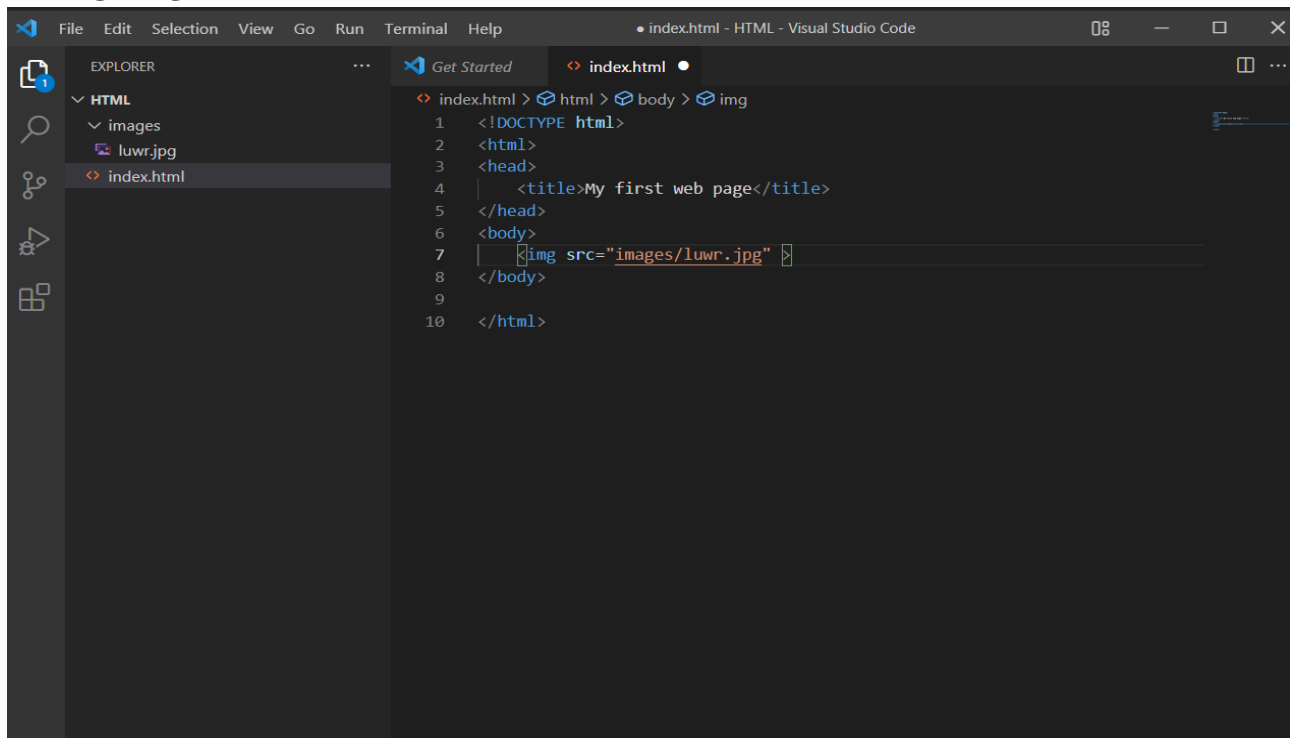 File Edit Selection View Go Run Terminal Help ● index.html - HTML - Visual Studio Code
EXPLORER ···
1
HTML
images
luwr.jpg
index.html
Get Started index.html ●
index.html > html > body > img
1 <!DOCTYPE html>
2 <html>
3 <head>
4 <title>My first web page</title>
5 </head>
6 <body>
7 <img src="images/luwr.jpg" >
8 </body>
9
10 </html>